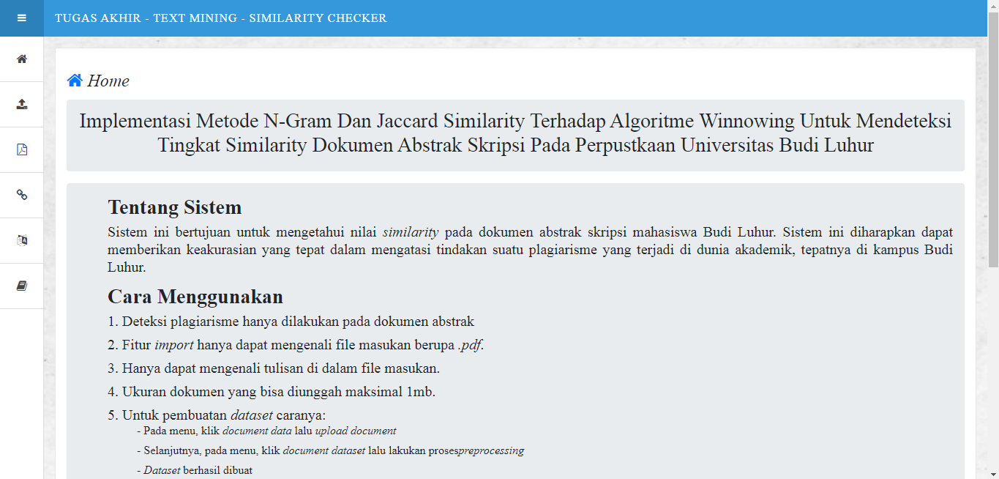 TUGAS AKHIR - TEXT MINING - SIMILARITY CHECKER
Home
Implementasi Metode N-Gram Dan Jaccard Similarity Terhadap Algoritme Winnowing Untuk Mendeteksi
Tingkat Similarity Dokumen Abstrak Skripsi Pada Perpustkaan Universitas Budi Luhur
Tentang Sistem
Sistem ini bertujuan untuk mengetahui nilai similarity pada dokumen abstrak skripsi mahasiswa Budi Luhur. Sistem ini diharapkan dapat
memberikan keakurasian yang tepat dalam mengatasi tindakan suatu plagiarisme yang terjadi di dunia akademik, tepatnya di kampus Budi
Luhur.
Cara Menggunakan
1. Deteksi plagiarisme hanya dilakukan pada dokumen abstrak
2. Fitur import hanya dapat mengenali file masukan berupa .pdf.
3. Hanya dapat mengenali tulisan di dalam file masukan.
4. Ukuran dokumen yang bisa diunggah maksimal 1mb.
5. Untuk pembuatan dataset caranya:
- Pada menu, klik document data lalu upload document
- Selanjutnya, pada menu, klik document dataset lalu lakukan prosespreprocessing
- Dataset berhasil dibuat